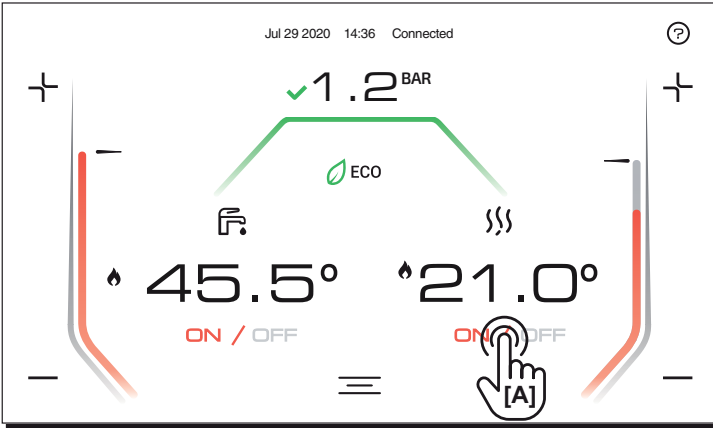 Jul 29 2020 14:36 Connected ?
1.2 BAR
ECO
45.5° 21.0°
ON / OFF ON / OFF
[A]